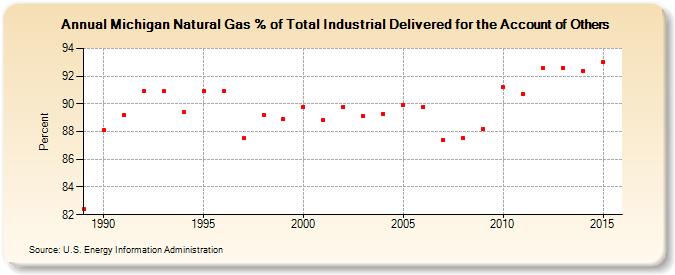 Annual Michigan Natural Gas % of Total Industrial Delivered for the Account of Others
Percent
94
92
90
88
86
84
82
1990 1995 2000 2005 2010 2015
Source: U.S. Energy Information Administration